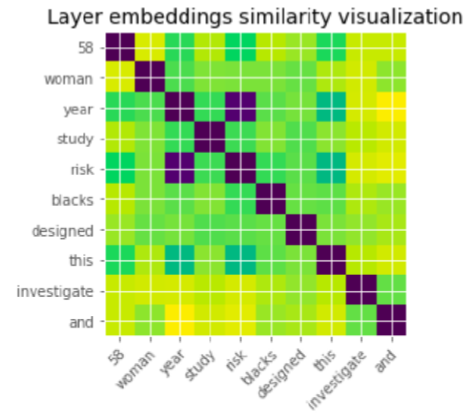 Layer embeddings similarity visualization
58
woman
year
study
risk
blacks
designed
this
investigate
and
58
woman
year
study
risk
blacks
designed
this
investigate
and